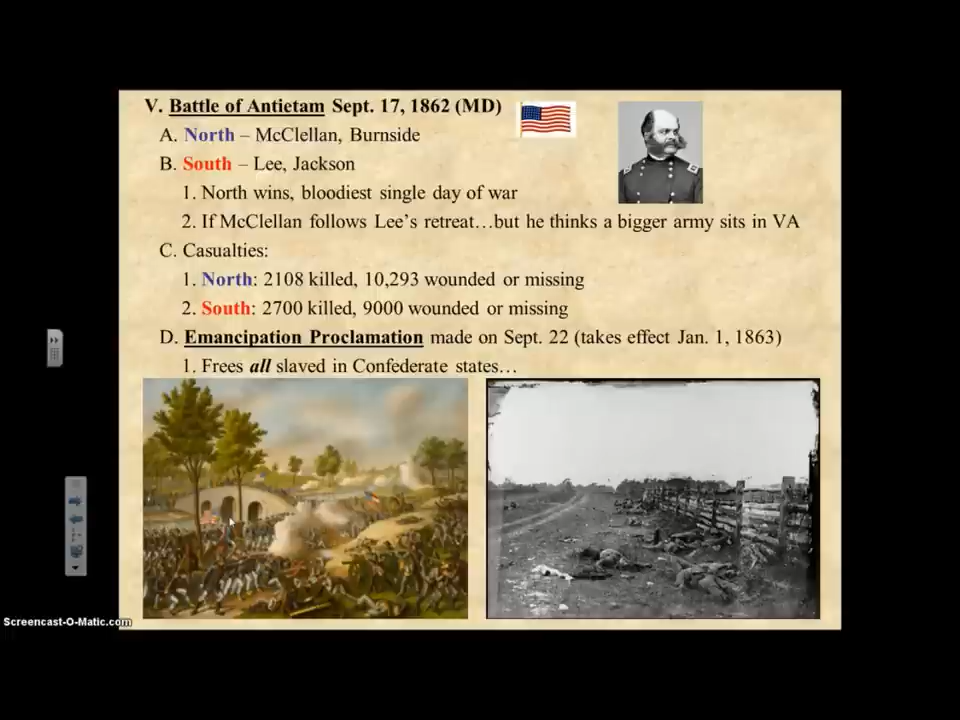 V. Battle of Antietam Sept. 17, 1862 (MD)
A. North – McClellan, Burnside
B. South – Lee, Jackson
1. North wins, bloodiest single day of war
2. If McClellan follows Lee's retreat…but he thinks a bigger army sits in VA
C. Casualties:
1. North: 2108 killed, 10,293 wounded or missing
2. South: 2700 killed, 9000 wounded or missing
D. Emancipation Proclamation made on Sept. 22 (takes effect Jan. 1, 1863)
1. Frees all slaved in Confederate states…
Screencast-O-Matic.com